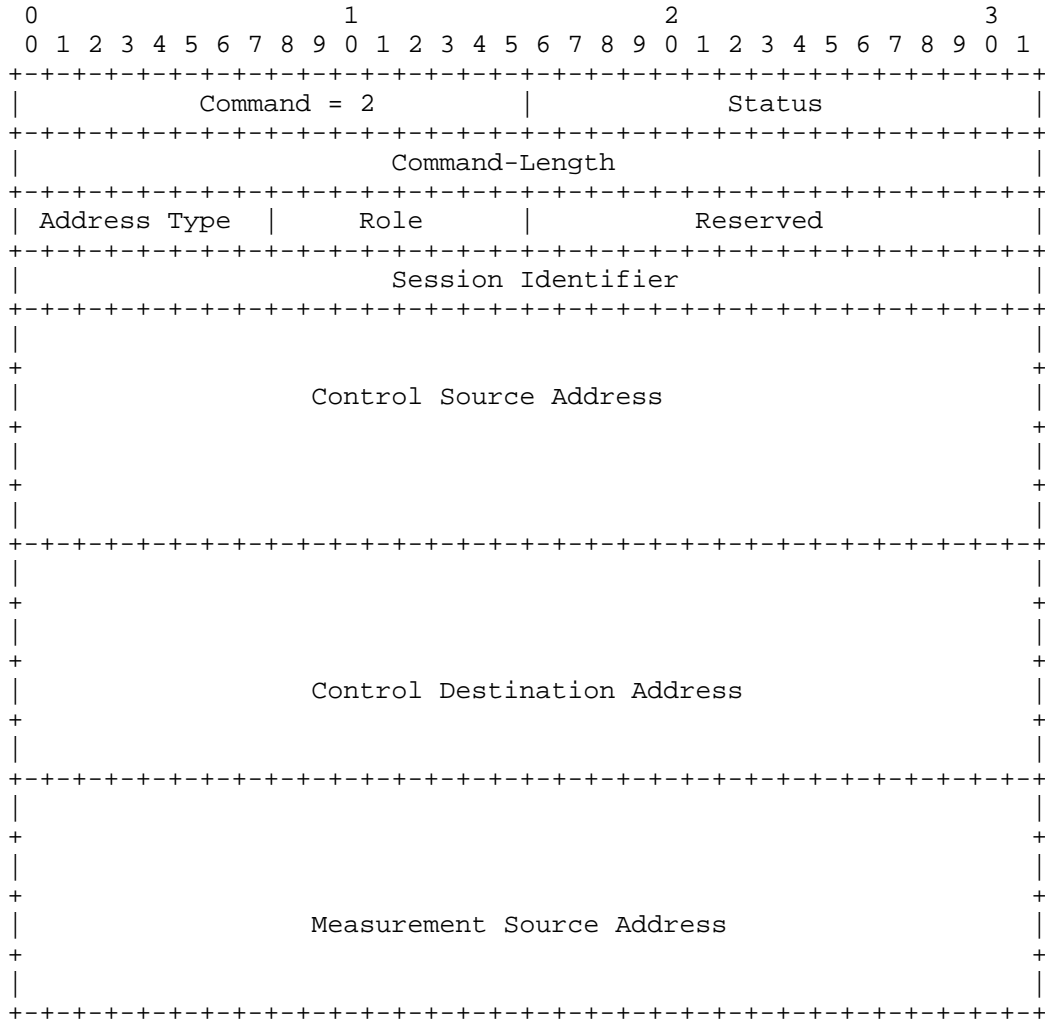 0                   1                   2                   3
 0 1 2 3 4 5 6 7 8 9 0 1 2 3 4 5 6 7 8 9 0 1 2 3 4 5 6 7 8 9 0 1
+-+-+-+-+-+-+-+-+-+-+-+-+-+-+-+-+-+-+-+-+-+-+-+-+-+-+-+-+-+-+-+-+
|           Command = 2         |            Status             |
+-+-+-+-+-+-+-+-+-+-+-+-+-+-+-+-+-+-+-+-+-+-+-+-+-+-+-+-+-+-+-+-+
|                       Command-Length                          |
+-+-+-+-+-+-+-+-+-+-+-+-+-+-+-+-+-+-+-+-+-+-+-+-+-+-+-+-+-+-+-+-+
| Address Type  |     Role      |          Reserved             |
+-+-+-+-+-+-+-+-+-+-+-+-+-+-+-+-+-+-+-+-+-+-+-+-+-+-+-+-+-+-+-+-+
|                       Session Identifier                      |
+-+-+-+-+-+-+-+-+-+-+-+-+-+-+-+-+-+-+-+-+-+-+-+-+-+-+-+-+-+-+-+-+
|                                                               |
+                                                               +
|                  Control Source Address                       |
+                                                               +
|                                                               |
+                                                               +
|                                                               |
+-+-+-+-+-+-+-+-+-+-+-+-+-+-+-+-+-+-+-+-+-+-+-+-+-+-+-+-+-+-+-+-+
|                                                               |
+                                                               +
|                                                               |
+                                                               +
|                  Control Destination Address                  |
+                                                               +
|                                                               |
+-+-+-+-+-+-+-+-+-+-+-+-+-+-+-+-+-+-+-+-+-+-+-+-+-+-+-+-+-+-+-+-+
|                                                               |
+                                                               +
|                                                               |
+                                                               +
|                  Measurement Source Address                   |
+                                                               +
|                                                               |
+-+-+-+-+-+-+-+-+-+-+-+-+-+-+-+-+-+-+-+-+-+-+-+-+-+-+-+-+-+-+-+-+